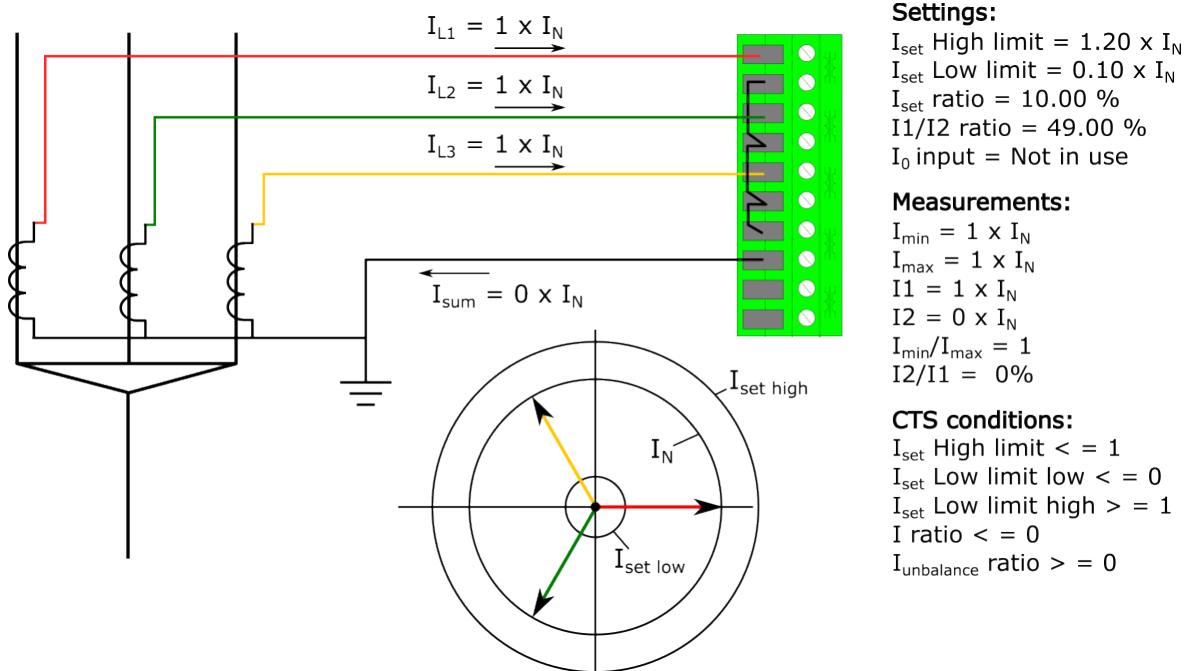 I_L1 = 1 x I_N
I_L2 = 1 x I_N
I_L3 = 1 x I_N
I_sum = 0 x I_N
I_set high
I_N
I_set low
Settings:
I_set High limit = 1.20 x I_N
I_set Low limit = 0.10 x I_N
I_set ratio = 10.00 %
I1/I2 ratio = 49.00 %
I_0 input = Not in use
Measurements:
I_min = 1 x I_N
I_max = 1 x I_N
I1 = 1 x I_N
I2 = 0 x I_N
I_min/I_max = 1
I2/I1 = 0%
CTS conditions:
I_set High limit < = 1
I_set Low limit low < = 0
I_set Low limit high > = 1
I ratio < = 0
I_unbalance ratio > = 0